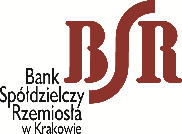 BSR
Bank
Spółdzielczy
Rzemiosła
w Krakowie